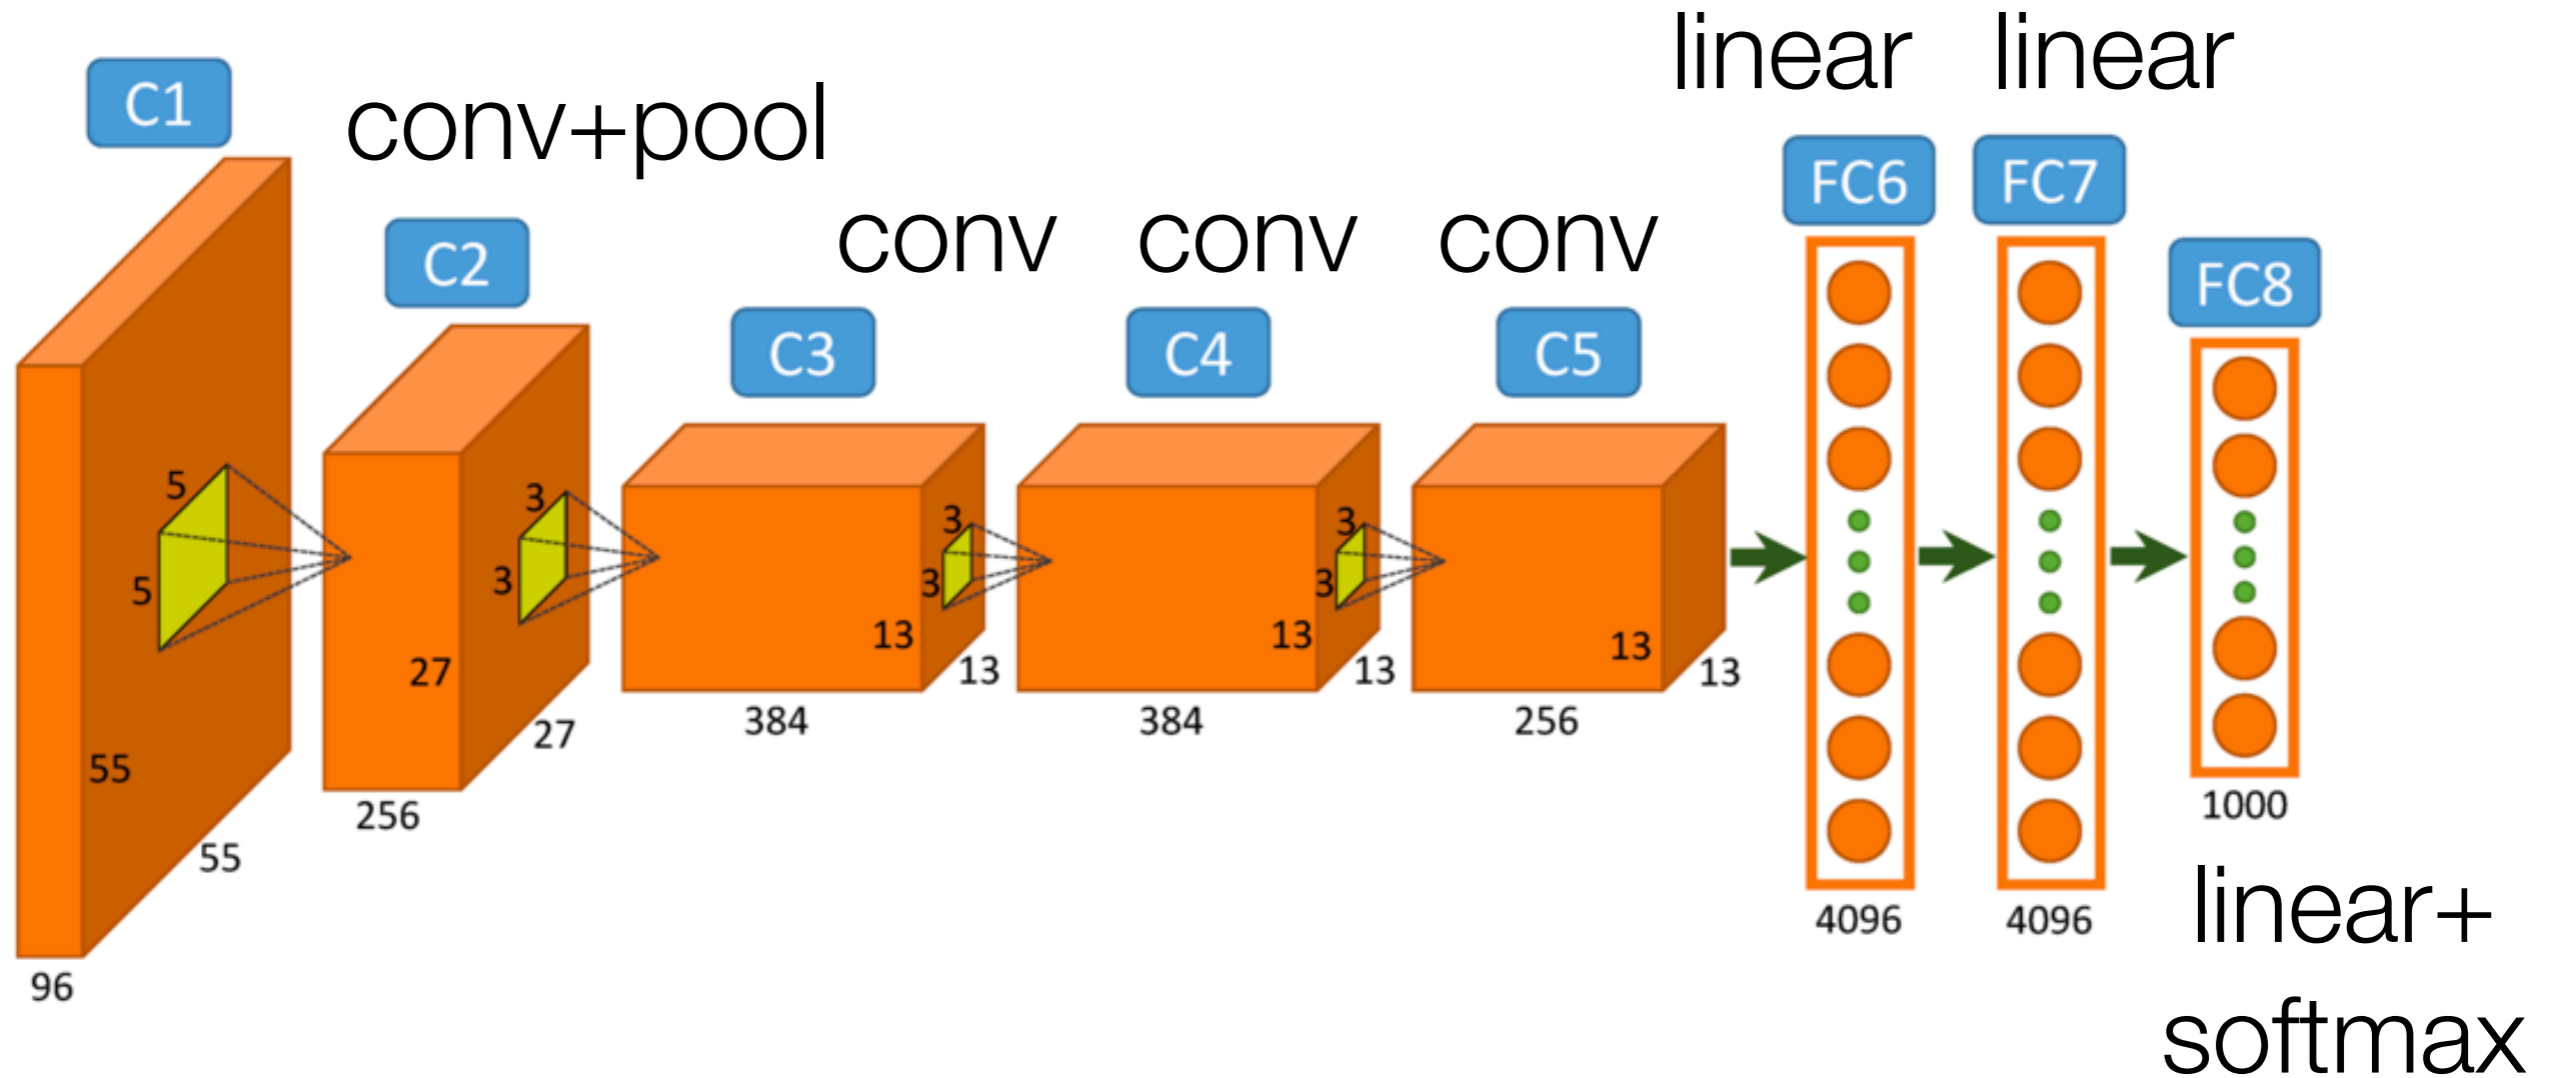 linear linear
C1
conv+pool
FC6 FC7
conv conv conv
C2
FC8
C3 C4 C5
5
5
3
3
3
3
3
3
13
13
13
13
13
13
27
27
55
55
384
384
256
256
96
4096
4096
1000
linear+
softmax